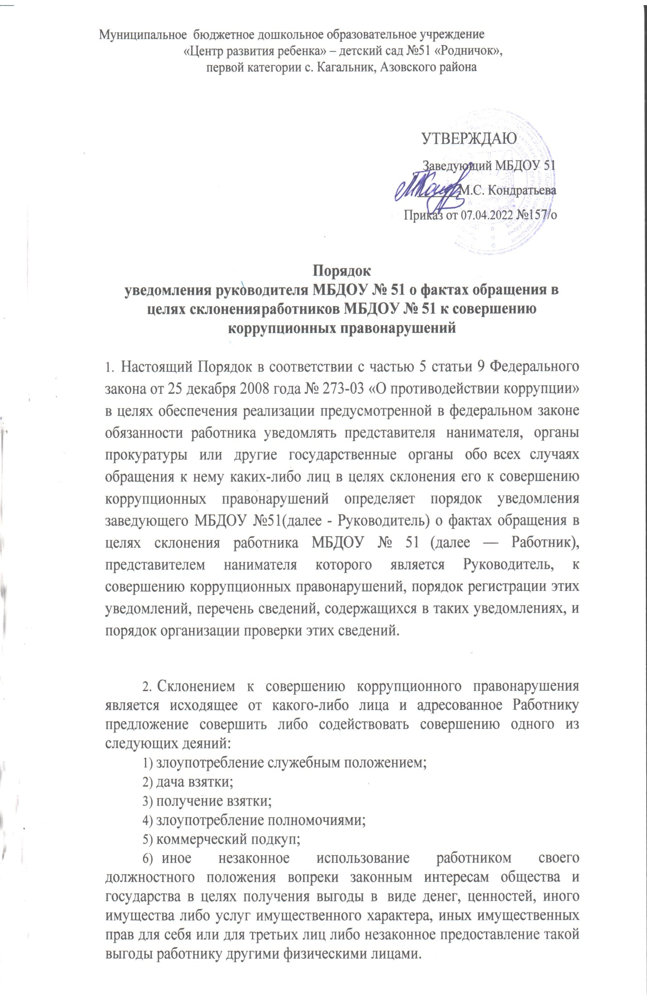 Муниципальное бюджетное дошкольное образовательное учреждение
«Центр развития ребенка» – детский сад №51 «Родничок»,
первой категории с. Кагальник, Азовского района
УТВЕРЖДАЮ
Заведующий МБДОУ 51
М.С. Кондратьева
Приказ от 07.04.2022 №157/о
Порядок
уведомления руководителя МБДОУ № 51 о фактах обращения в
целях склоненияработников МБДОУ № 51 к совершению
коррупционных правонарушений
1. Настоящий Порядок в соответствии с частью 5 статьи 9 Федерального
закона от 25 декабря 2008 года № 273-03 «О противодействии коррупции»
в целях обеспечения реализации предусмотренной в федеральном законе
обязанности работника уведомлять представителя нанимателя, органы
прокуратуры или другие государственные органы обо всех случаях
обращения к нему каких-либо лиц в целях склонения его к совершению
коррупционных правонарушений определяет порядок уведомления
заведующего МБДОУ №51(далее - Руководитель) о фактах обращения в
целях склонения работника МБДОУ № 51 (далее — Работник),
представителем нанимателя которого является Руководитель, к
совершению коррупционных правонарушений, порядок регистрации этих
уведомлений, перечень сведений, содержащихся в таких уведомлениях, и
порядок организации проверки этих сведений.
2. Склонением к совершению коррупционного правонарушения
является исходящее от какого-либо лица и адресованное Работнику
предложение совершить либо содействовать совершению одного из
следующих деяний:
1) злоупотребление служебным положением;
2) дача взятки;
3) получение взятки;
4) злоупотребление полномочиями;
5) коммерческий подкуп;
6) иное незаконное использование работником своего
должностного положения вопреки законным интересам общества и
государства в целях получения выгоды в виде денег, ценностей, иного
имущества либо услуг имущественного характера, иных имущественных
прав для себя или для третьих лиц либо незаконное предоставление такой
выгоды работнику другими физическими лицами.